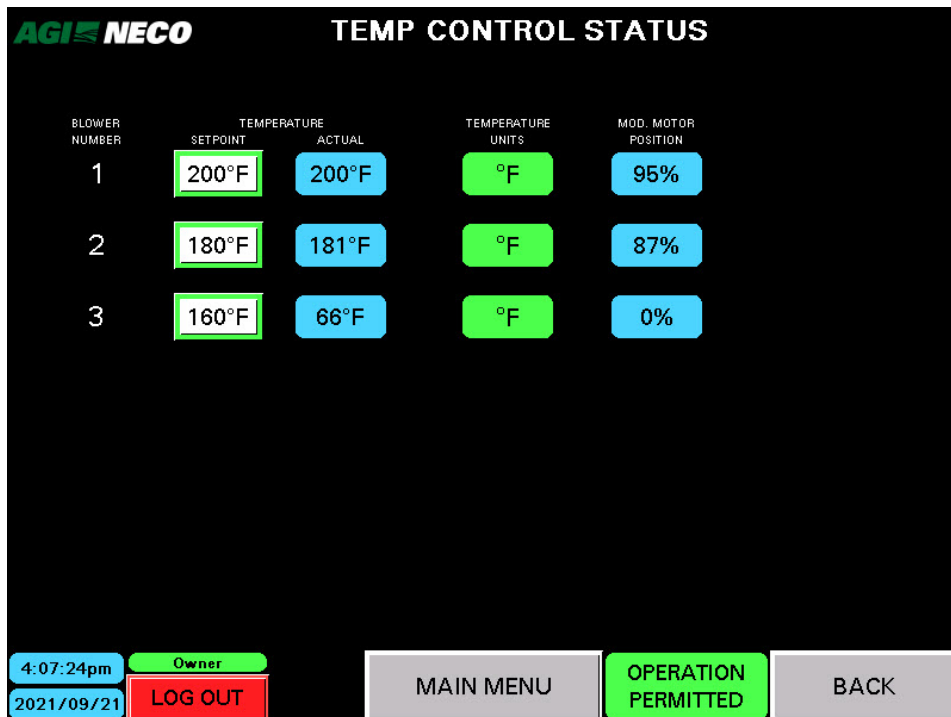 AGI NECO
TEMP CONTROL STATUS
BLOWER NUMBER
TEMPERATURE
SETPOINT ACTUAL
TEMPERATURE UNITS
MOD. MOTOR POSITION
1 200°F 200°F °F 95%
2 180°F 181°F °F 87%
3 160°F 66°F °F 0%
4:07:24pm
2021/09/21
Owner
LOG OUT
MAIN MENU
OPERATION
PERMITTED
BACK